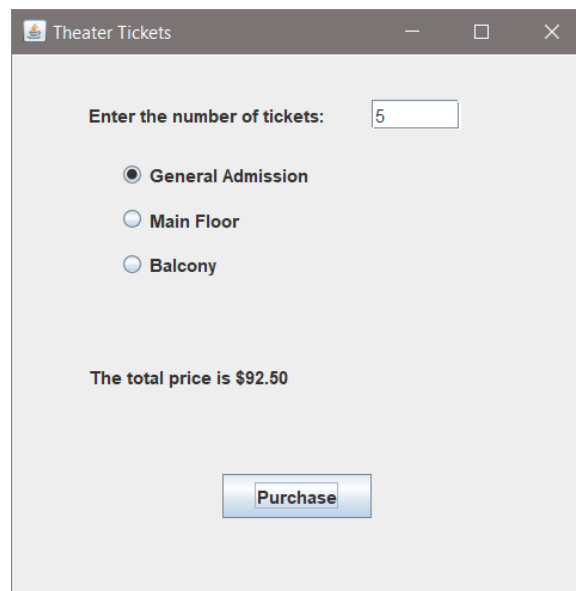 Theater Tickets
Enter the number of tickets: 5
General Admission
Main Floor
Balcony
The total price is $92.50
Purchase